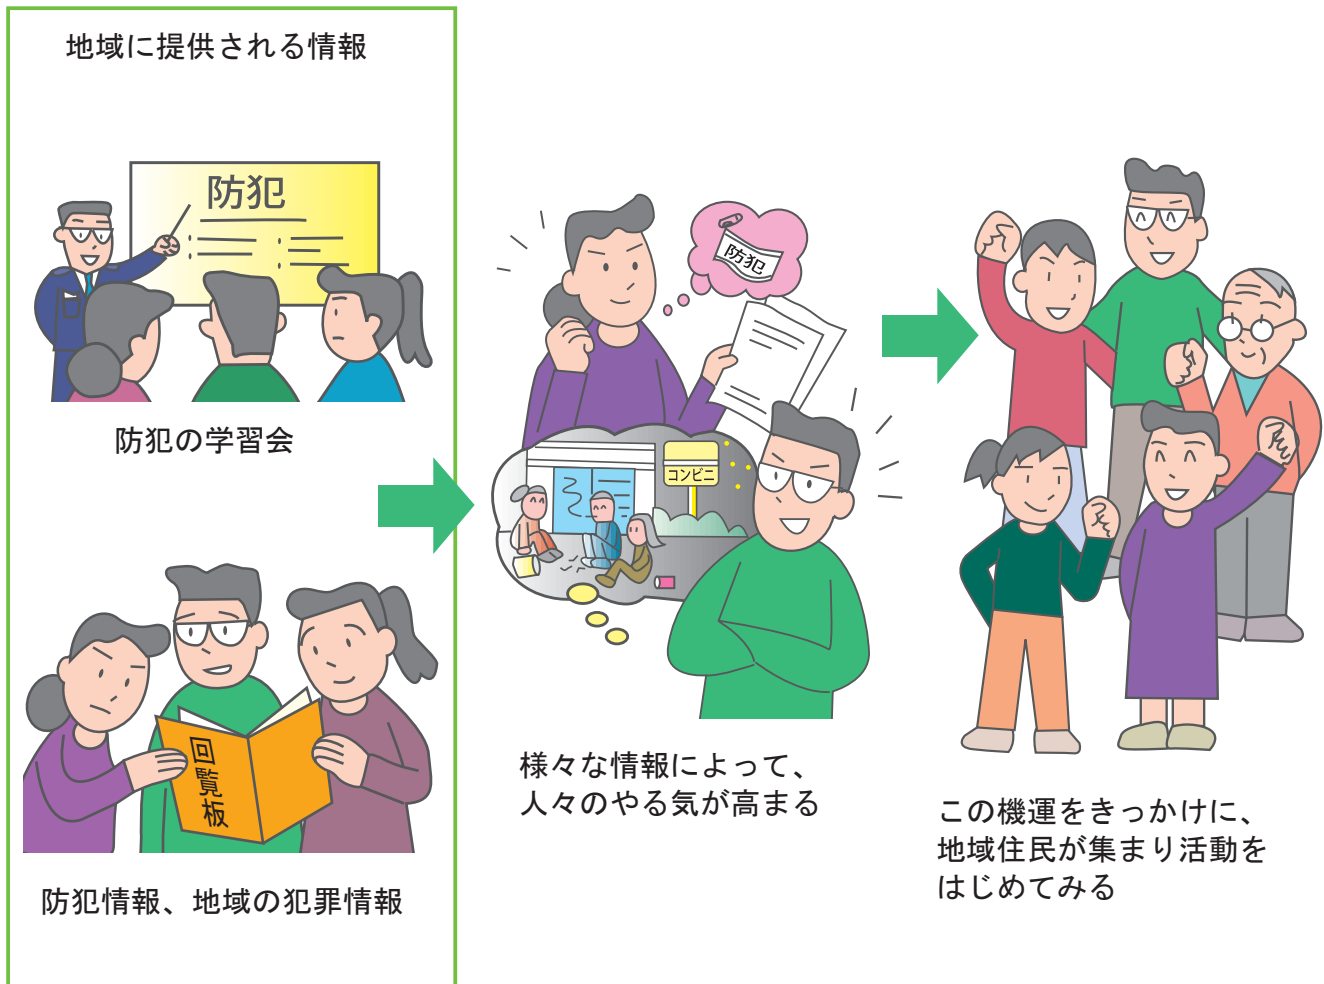 地域に提供される情報
防犯
防犯の学習会
回覧板
防犯情報、地域の犯罪情報
防犯
コンビニ
様々な情報によって、
人々のやる気が高まる
この機運をきっかけに、
地域住民が集まり活動を
はじめてみる